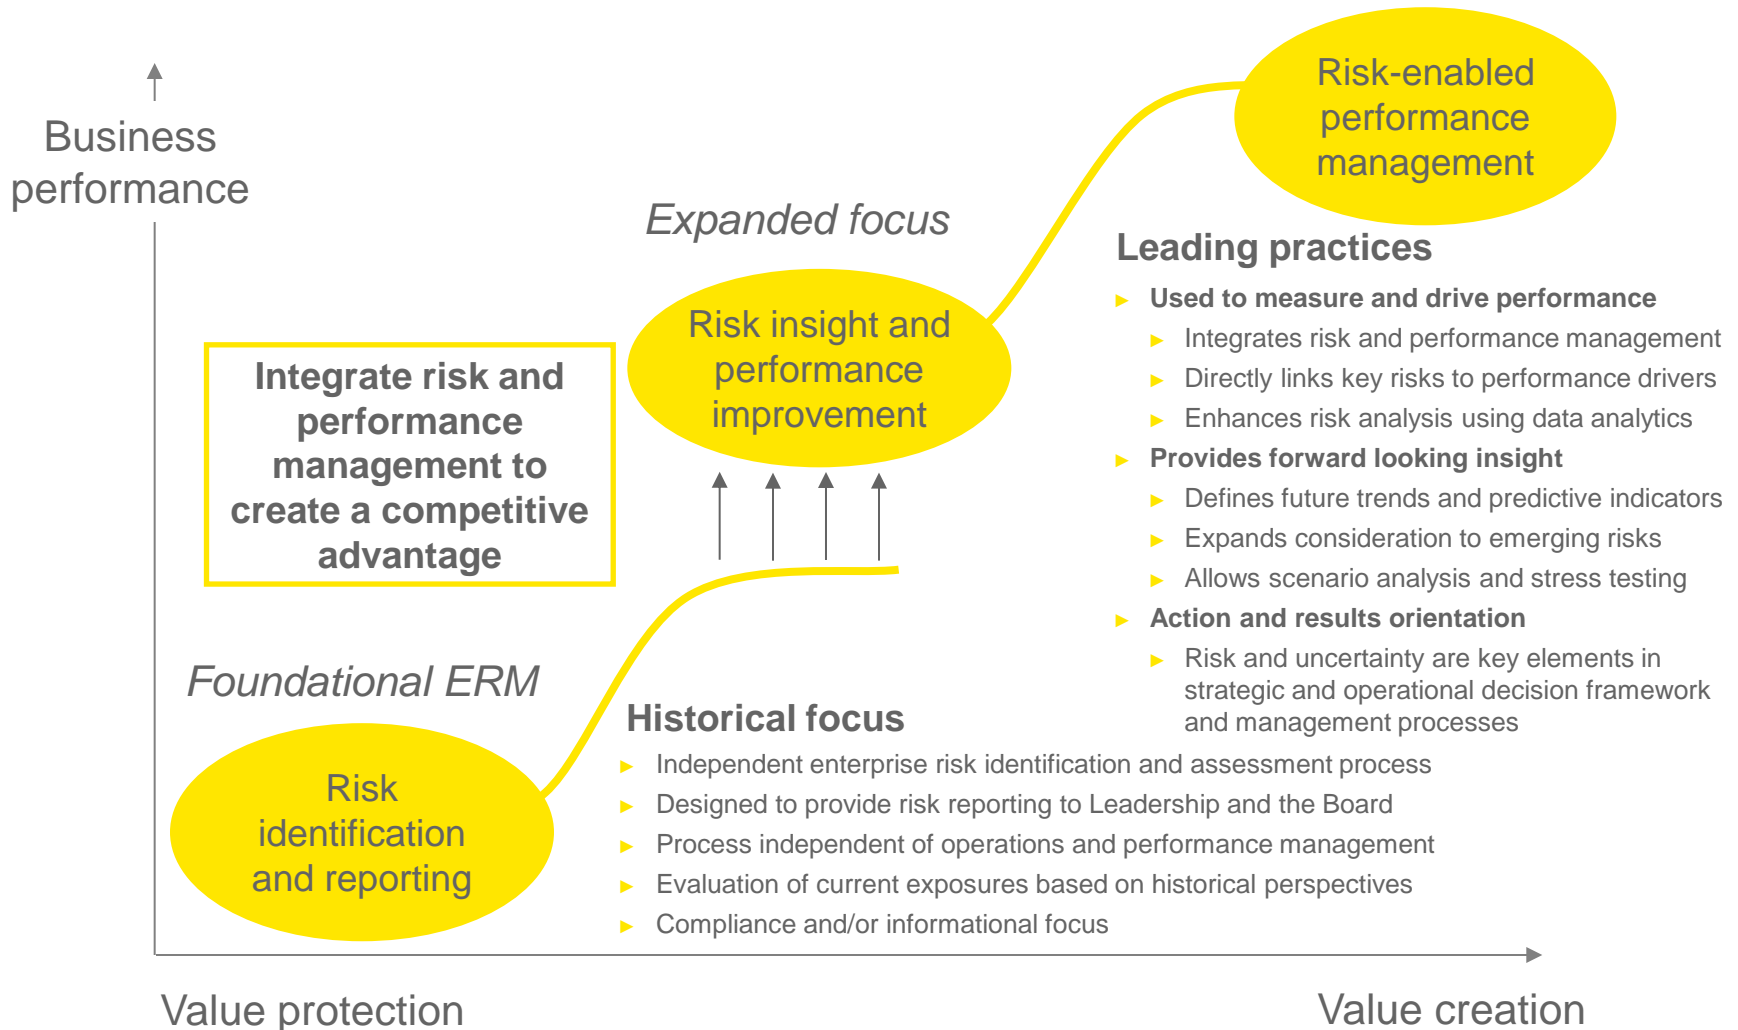 Business
performance
Risk-enabled
performance
management
Expanded focus
Risk insight and
performance
improvement
Integrate risk and
performance
management to
create a competitive
advantage
Leading practices
► Used to measure and drive performance
► Integrates risk and performance management
► Directly links key risks to performance drivers
► Enhances risk analysis using data analytics
► Provides forward looking insight
► Defines future trends and predictive indicators
► Expands consideration to emerging risks
► Allows scenario analysis and stress testing
► Action and results orientation
► Risk and uncertainty are key elements in
strategic and operational decision framework
and management processes
Foundational ERM
Risk
identification
and reporting
Historical focus
► Independent enterprise risk identification and assessment process
► Designed to provide risk reporting to Leadership and the Board
► Process independent of operations and performance management
► Evaluation of current exposures based on historical perspectives
► Compliance and/or informational focus
Value protection
Value creation